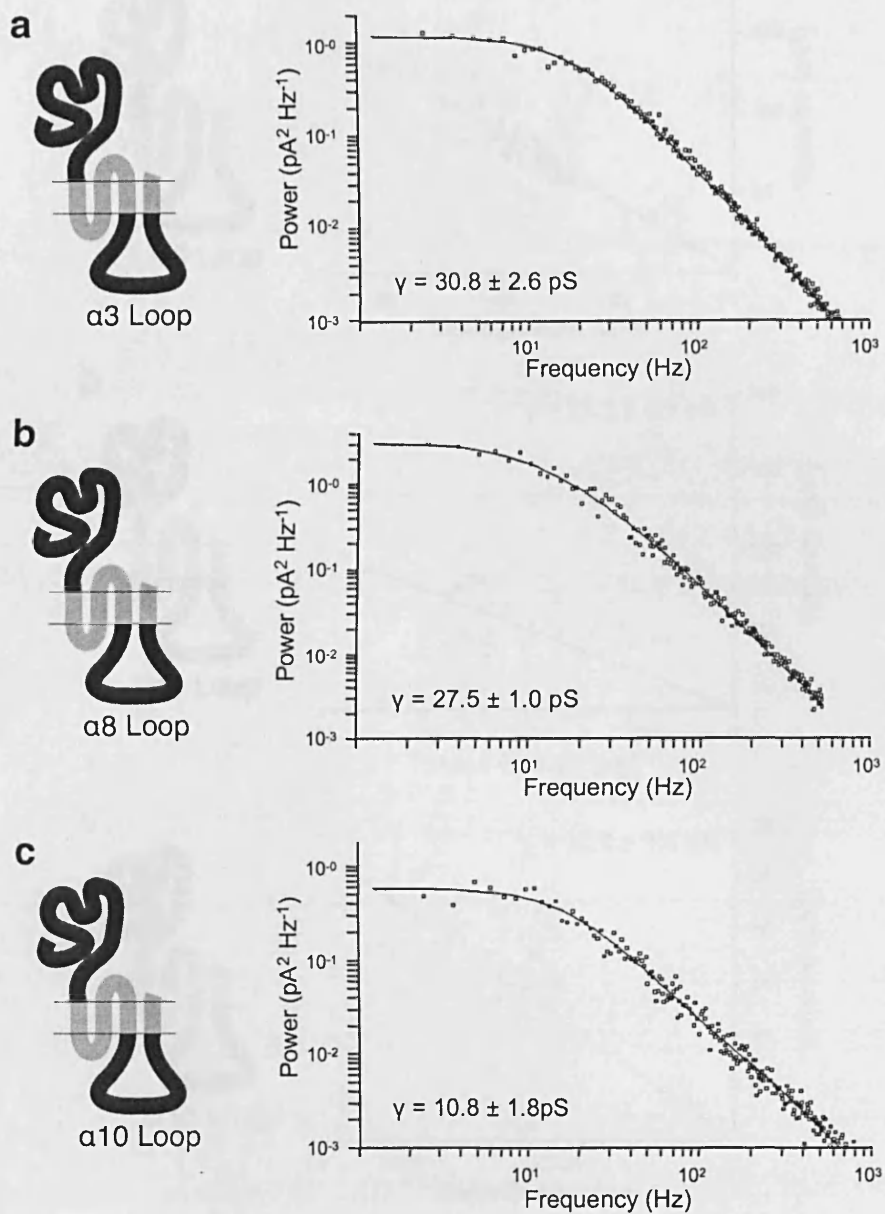 a
Power (pA² Hz⁻¹)
10⁻⁰
10⁻¹
10⁻²
10⁻³
γ = 30.8 ± 2.6 pS
α3 Loop
10¹
10²
10³
Frequency (Hz)
b
Power (pA² Hz⁻¹)
10⁻⁰
10⁻¹
10⁻²
10⁻³
γ = 27.5 ± 1.0 pS
α8 Loop
10¹
10²
10³
Frequency (Hz)
c
Power (pA² Hz⁻¹)
10⁻⁰
10⁻¹
10⁻²
10⁻³
γ = 10.8 ± 1.8pS
α10 Loop
10¹
10²
10³
Frequency (Hz)